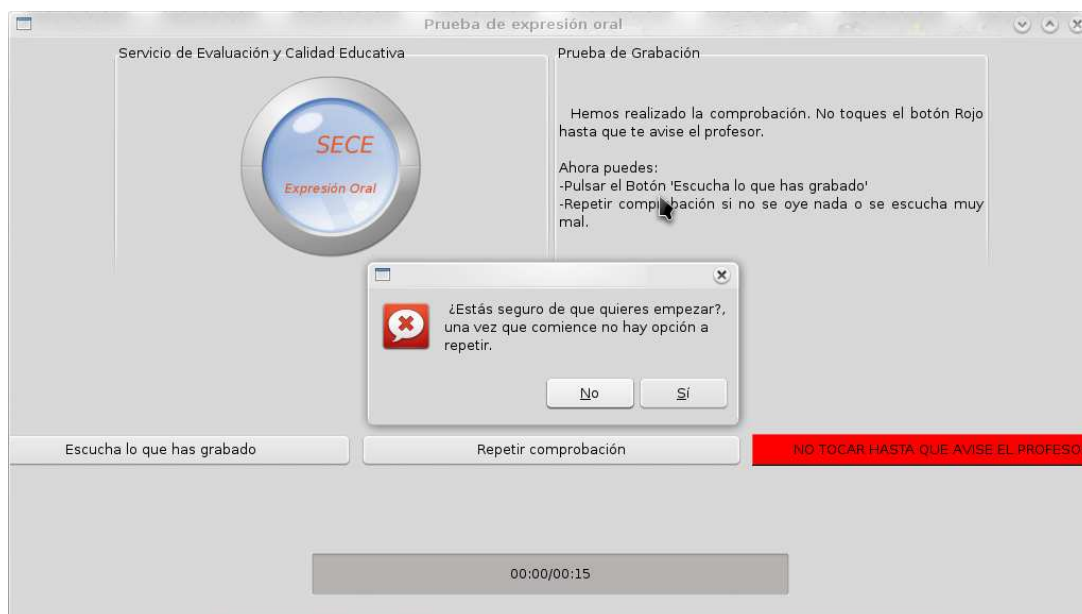 Prueba de expresión oral
Servicio de Evaluación y Calidad Educativa
SECE
Expresión Oral
Prueba de Grabación
Hemos realizado la comprobación. No toques el botón Rojo
hasta que te avise el profesor.
Ahora puedes:
-Pulsar el Botón 'Escucha lo que has grabado'
-Repetir comprobación si no se oye nada o se escucha muy
mal.
¿Estás seguro de que quieres empezar?,
una vez que comience no hay opción a
repetir.
No
Sí
Escucha lo que has grabado
Repetir comprobación
NO TOCAR HASTA QUE AVISE EL PROFESO
00:00/00:15